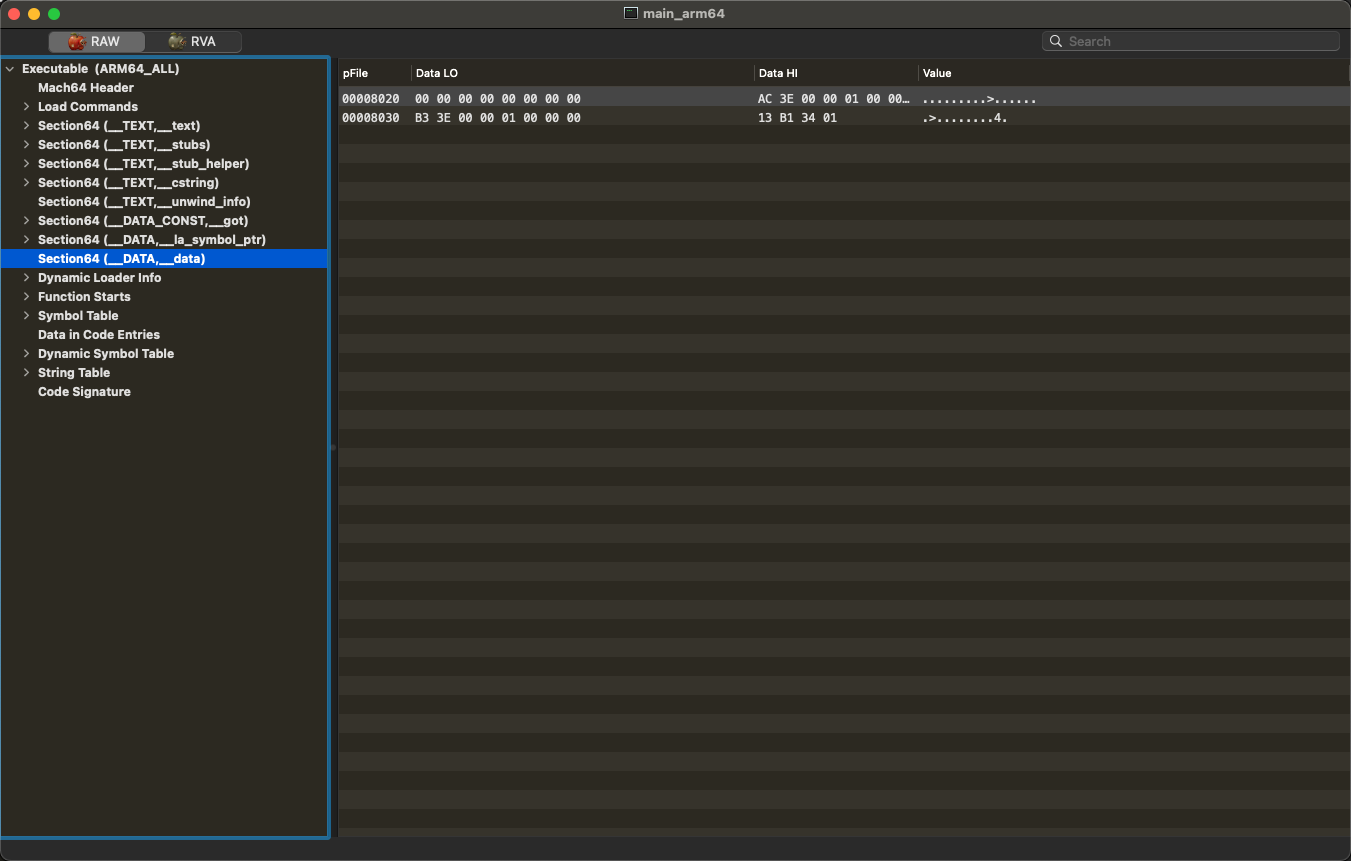 main_arm64
RAW RVA Search
Executable (ARM64_ALL)
Mach64 Header
Load Commands
Section64 (__TEXT,__text)
Section64 (__TEXT,__stubs)
Section64 (__TEXT,__stub_helper)
Section64 (__TEXT,__cstring)
Section64 (__TEXT,__unwind_info)
Section64 (__DATA_CONST,__got)
Section64 (__DATA,__la_symbol_ptr)
Section64 (__DATA,__data)
Dynamic Loader Info
Function Starts
Symbol Table
Data in Code Entries
Dynamic Symbol Table
String Table
Code Signature
pFile Data LO Data HI Value
00008020 00 00 00 00 00 00 00 00 AC 3E 00 00 01 00 00… .........>......
00008030 B3 3E 00 00 01 00 00 00 13 B1 34 01 .>........4.